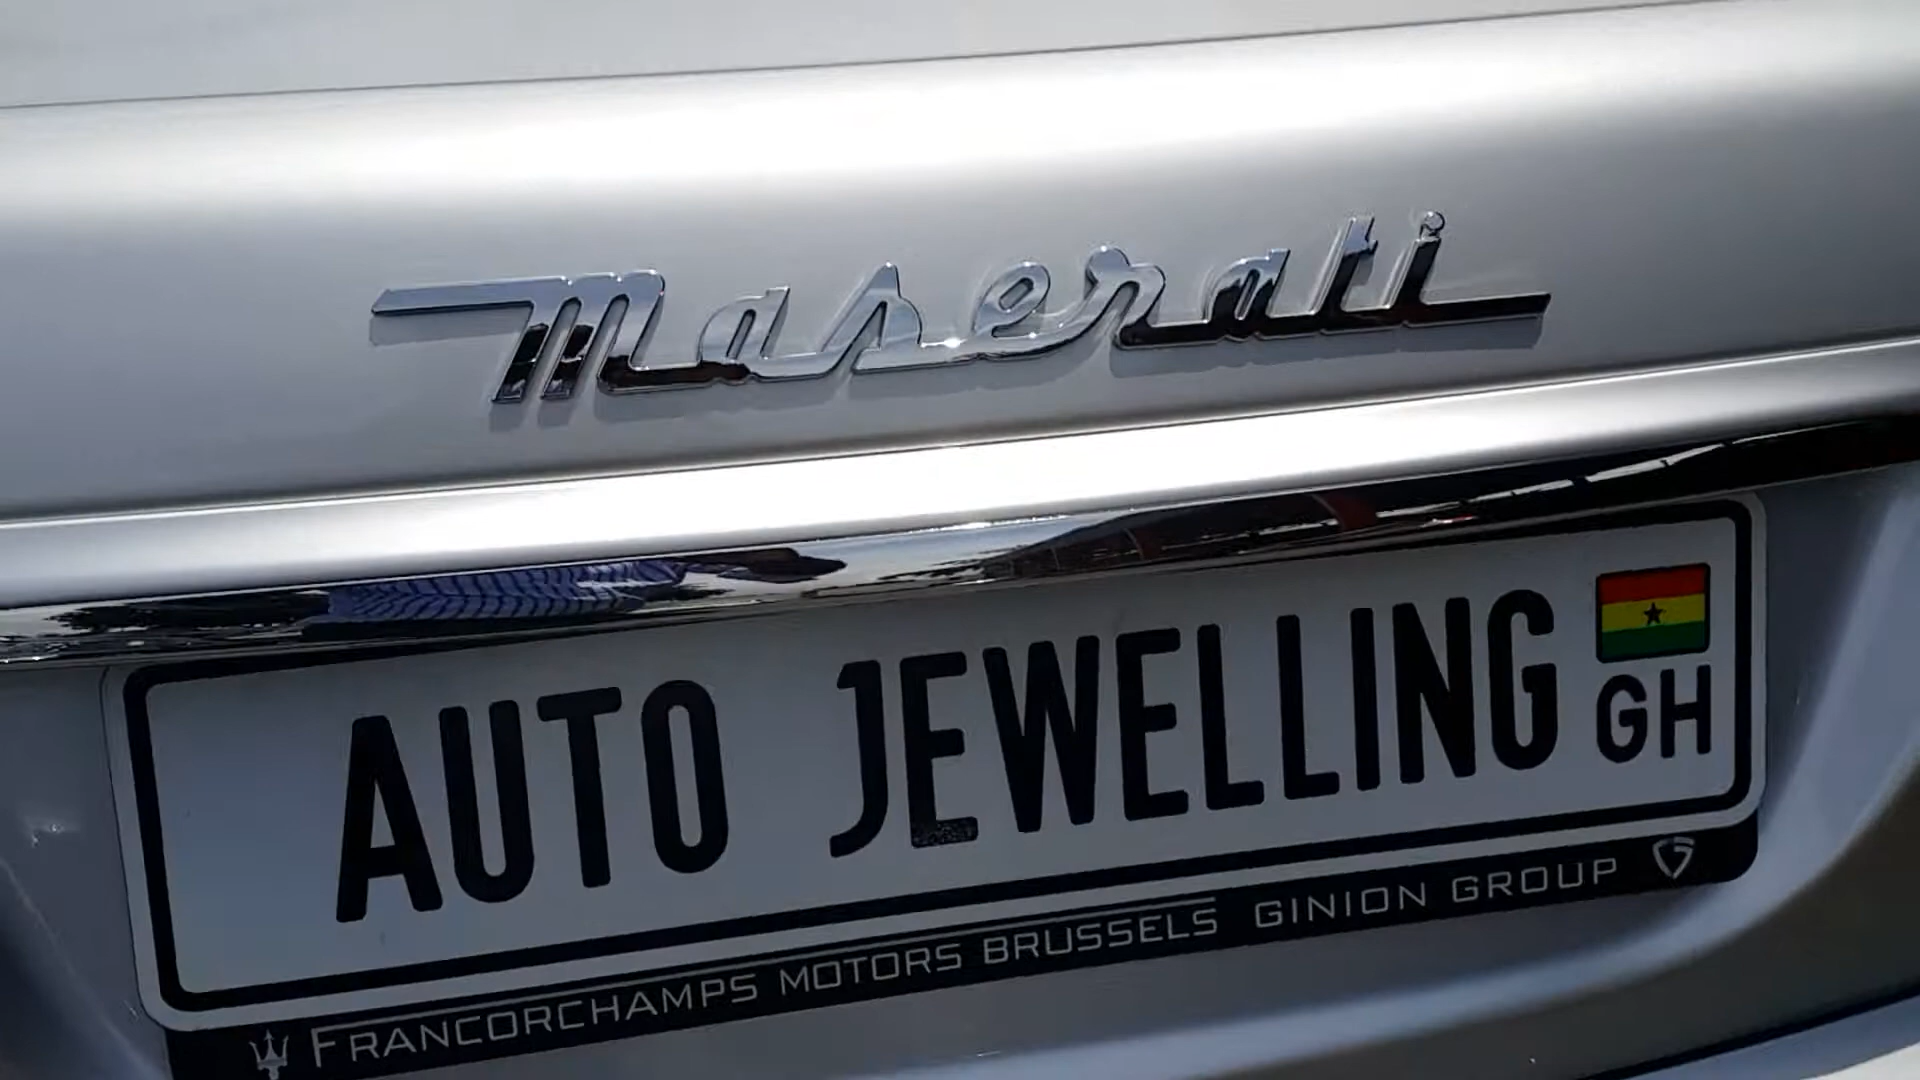 Maserati
AUTO JEWELLING
GH
FRANCORCHAMPS MOTORS BRUSSELS GINION GROUP